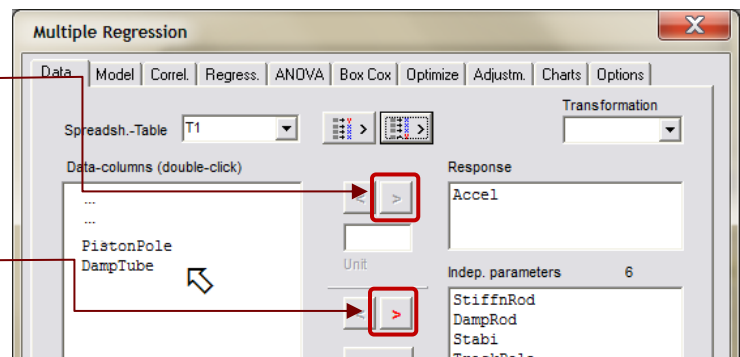 Multiple Regression
X
Data Model Correl. Regress. ANOVA Box Cox Optimize Adjustm. Charts Options
Transformation
Spreadsh.-Table T1 > >
Data-columns (double-click) Response
... < > Accel
...
PistonPole
DampTube Unit Indep. parameters 6
< > StiffnRod
DampRod
Stabi